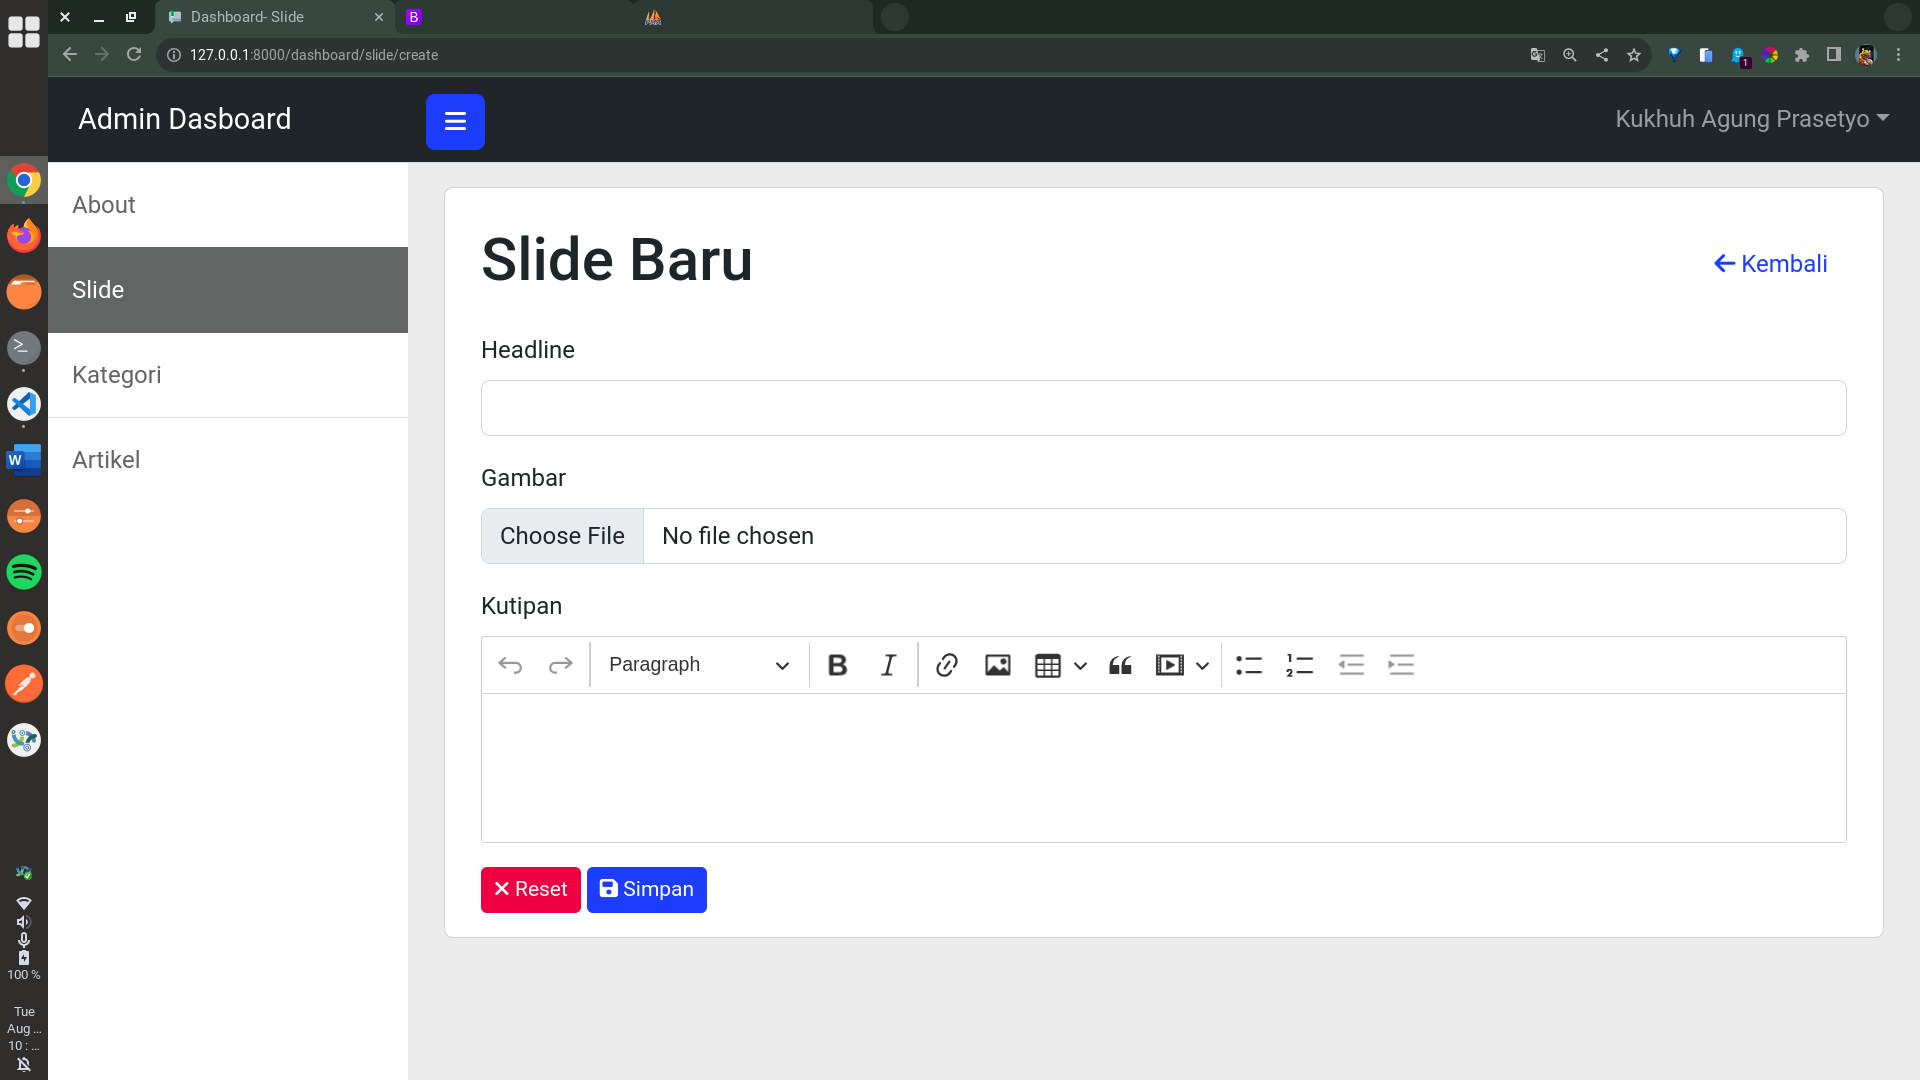 Dashboard- Slide
B
127.0.0.1:8000/dashboard/slide/create
1
Admin Dasboard
Kukhuh Agung Prasetyo
About
Slide
Kategori
Artikel
Slide Baru
Kembali
Headline
Gambar
Choose File
No file chosen
Kutipan
Paragraph
B I
Reset
Simpan
W
100 %
Tue
Aug ...
10 : ...